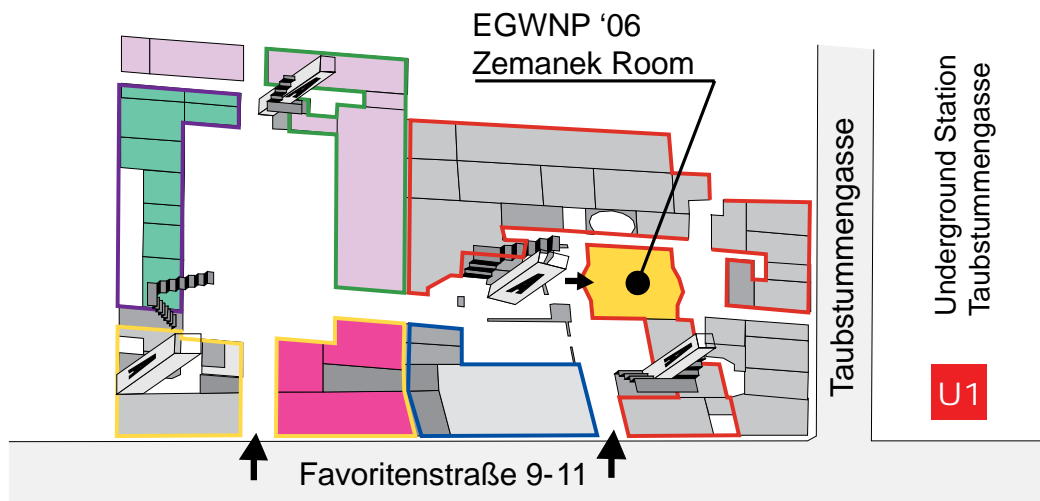 EGWNP ‘06
Zemanek Room
Taubstummengasse
Underground Station
Taubstummengasse
U1
Favoritenstraße 9-11